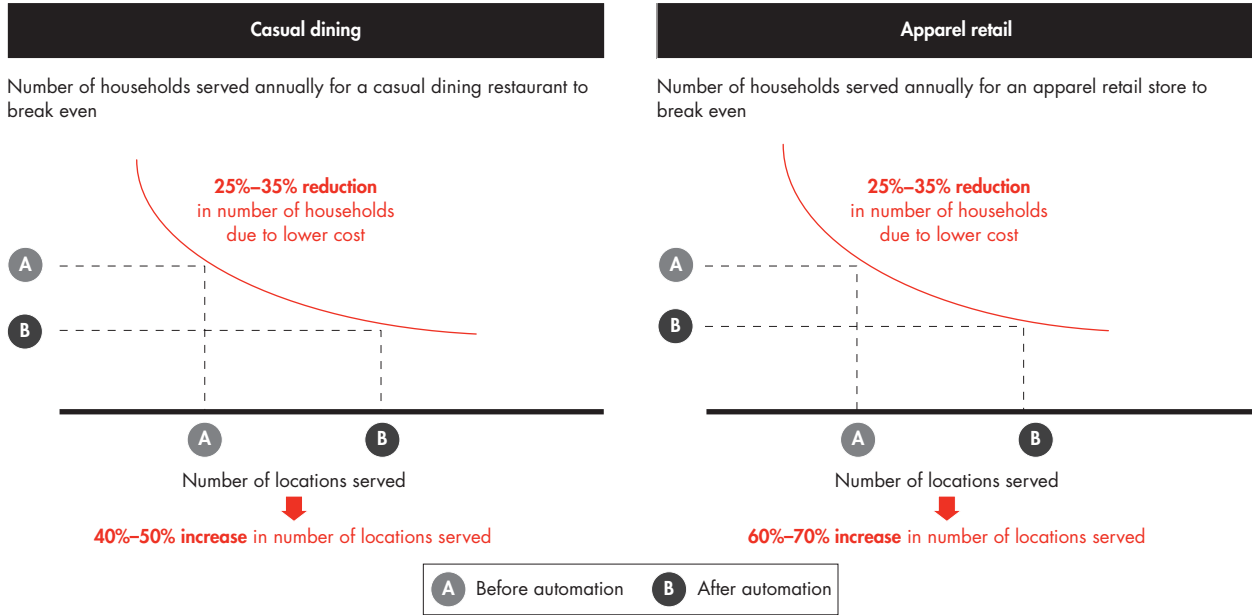 Casual dining
Number of households served annually for a casual dining restaurant to
break even
25%–35% reduction
in number of households
due to lower cost
A
B
A
B
Number of locations served
40%–50% increase in number of locations served
Apparel retail
Number of households served annually for an apparel retail store to
break even
25%–35% reduction
in number of households
due to lower cost
A
B
A
B
Number of locations served
60%–70% increase in number of locations served
A Before automation B After automation